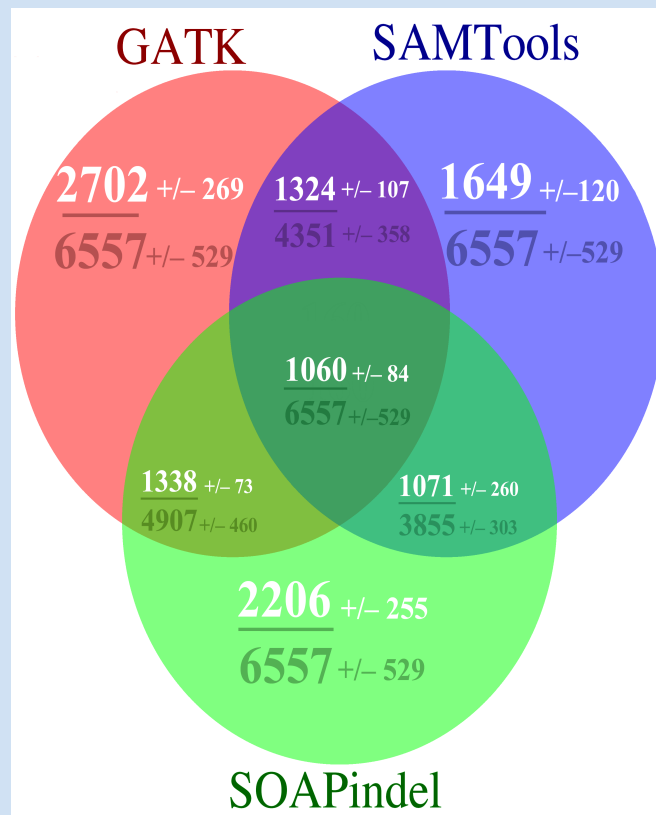 GATK
SAMTools
2702 +/– 269
6557 +/– 529
1324 +/– 107
4351 +/– 358
1649 +/–120
6557 +/–529
1060 +/– 84
6557 +/–529
1338 +/– 73
4907 +/– 460
1071 +/– 260
3855 +/– 303
2206 +/– 255
6557 +/– 529
SOAPindel